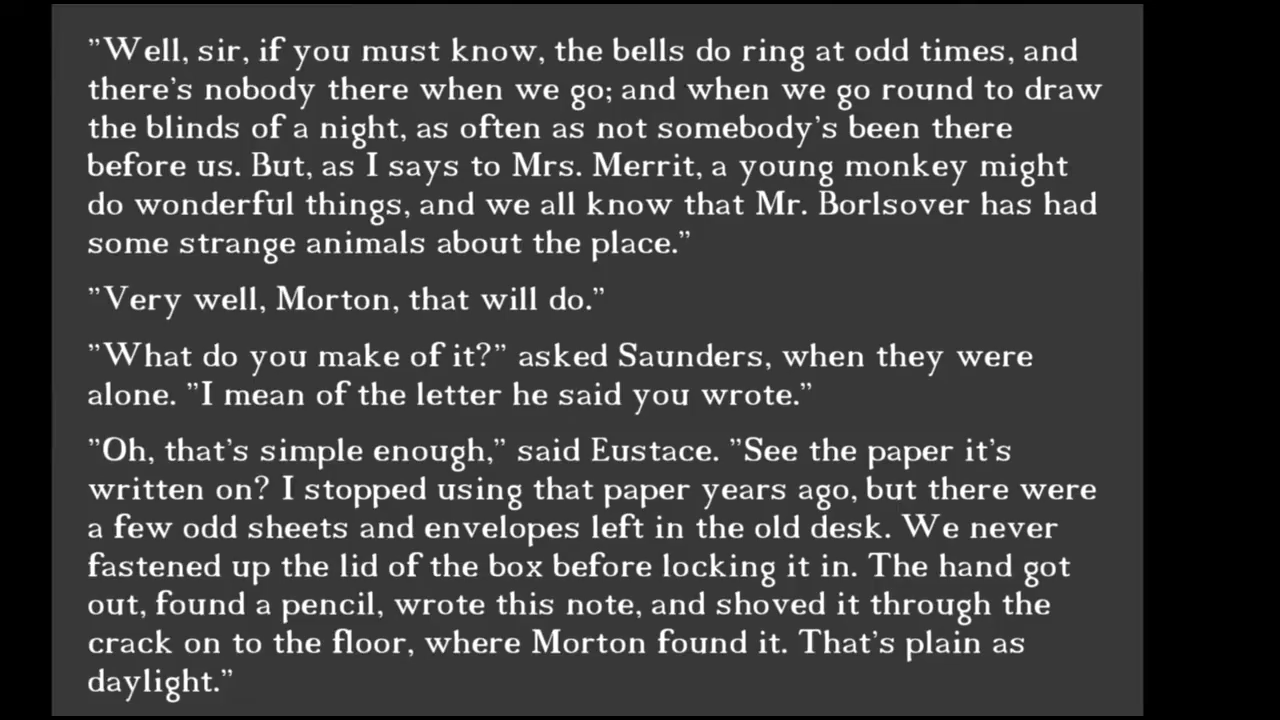 ”Well, sir, if you must know, the bells do ring at odd times, and
there’s nobody there when we go; and when we go round to draw
the blinds of a night, as often as not somebody’s been there
before us. But, as I says to Mrs. Merrit, a young monkey might
do wonderful things, and we all know that Mr. Borlsover has had
some strange animals about the place.”
”Very well, Morton, that will do.”
”What do you make of it?” asked Saunders, when they were
alone. ”I mean of the letter he said you wrote.”
”Oh, that’s simple enough,” said Eustace. ”See the paper it’s
written on? I stopped using that paper years ago, but there were
a few odd sheets and envelopes left in the old desk. We never
fastened up the lid of the box before locking it in. The hand got
out, found a pencil, wrote this note, and shoved it through the
crack on to the floor, where Morton found it. That’s plain as
daylight.”